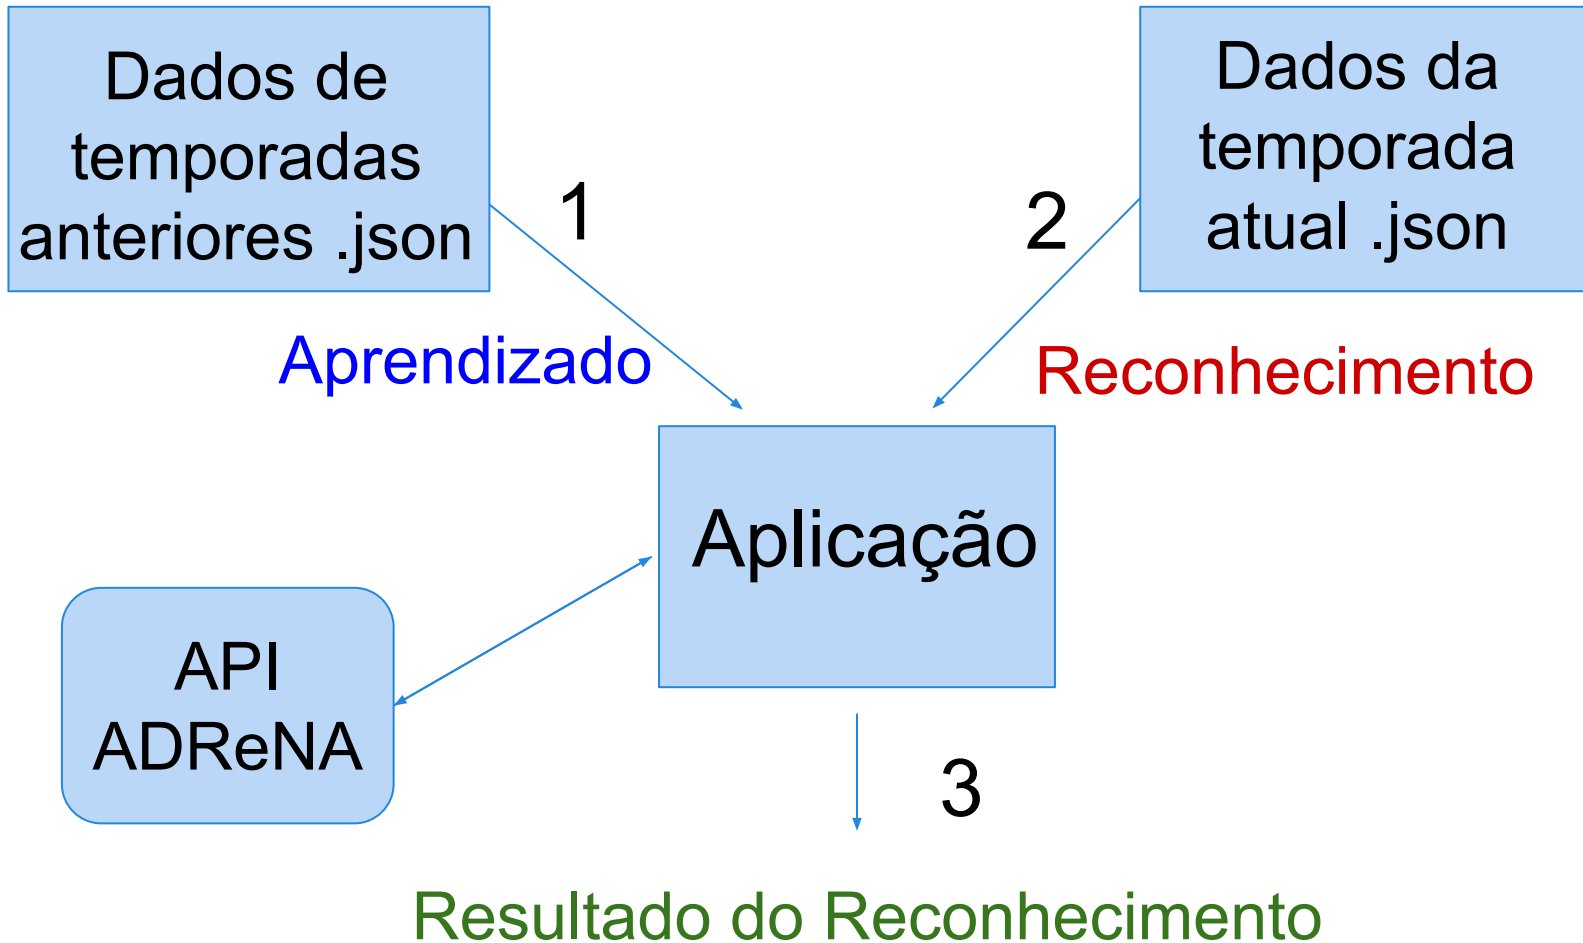 Dados de
temporadas
anteriores .json
1
Aprendizado
Dados da
temporada
atual .json
2
Reconhecimento
Aplicação
API
ADReNA
3
Resultado do Reconhecimento